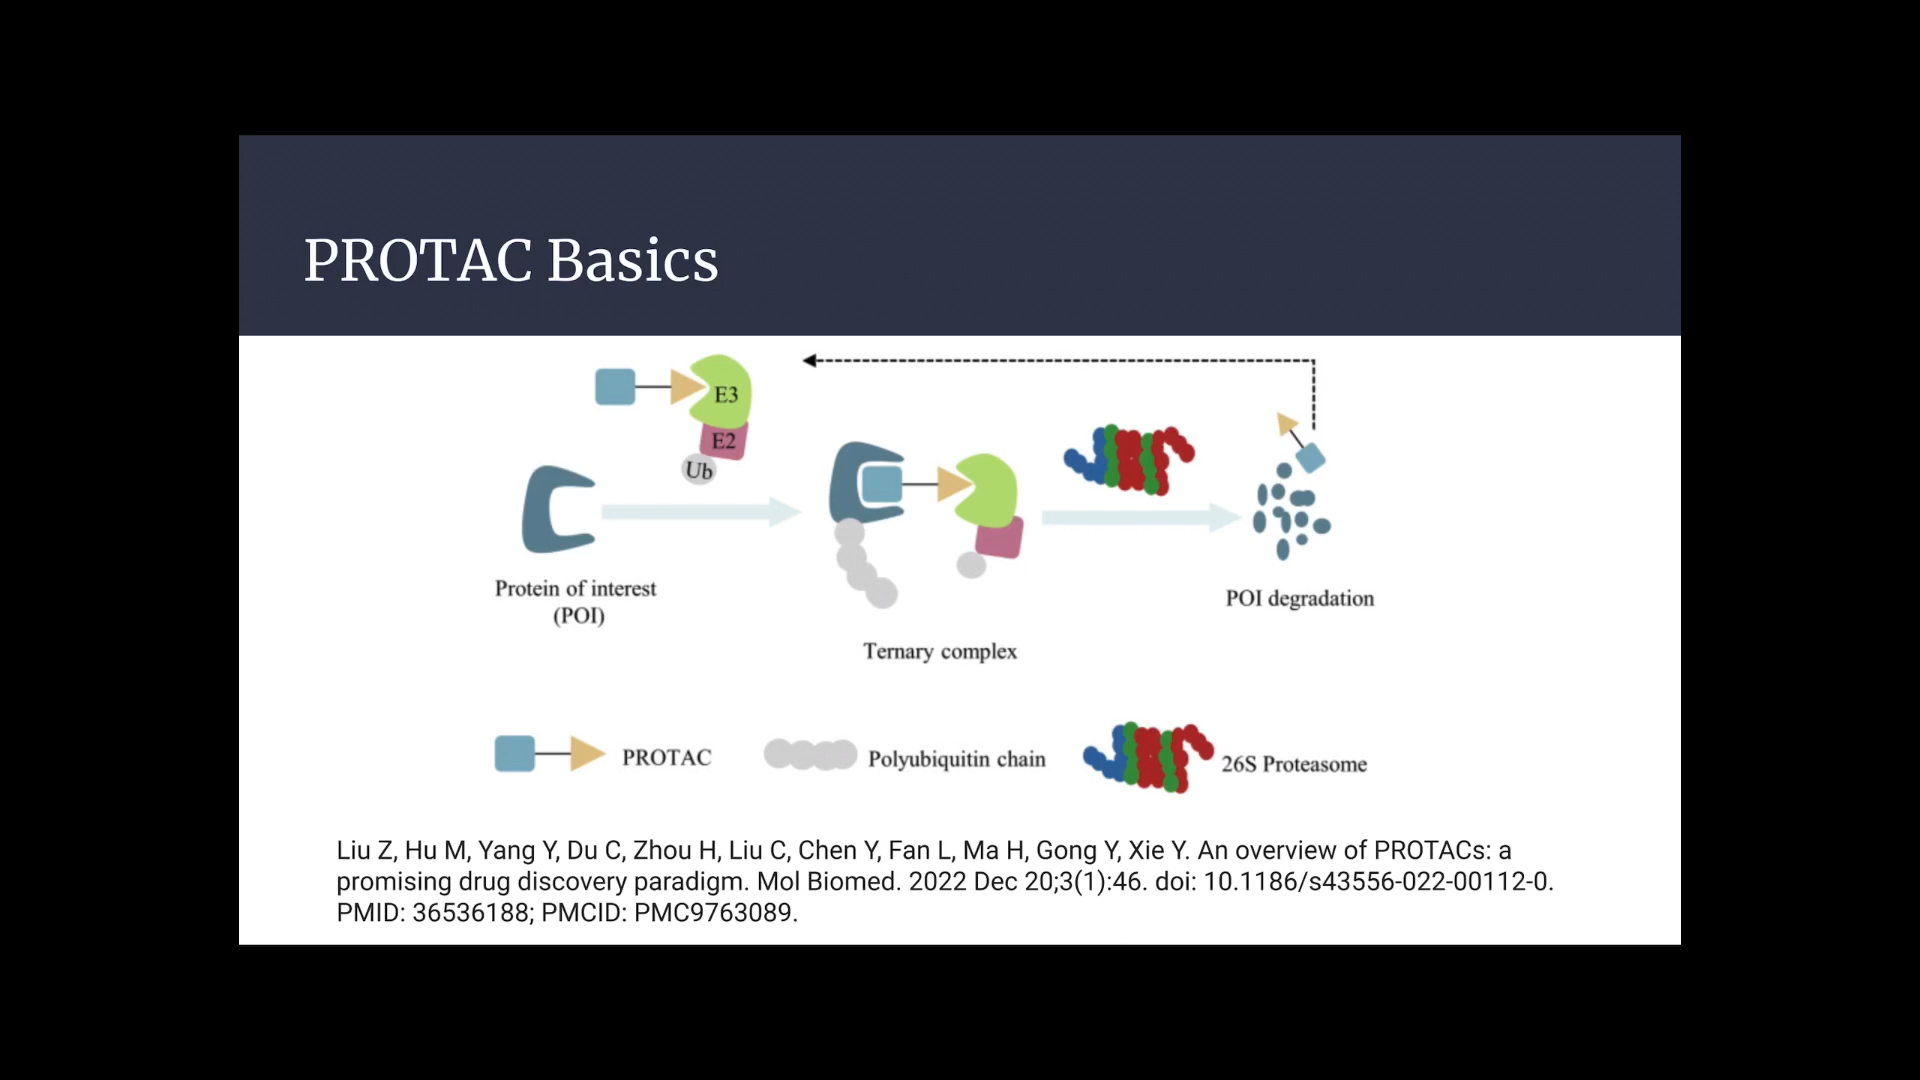 PROTAC Basics
E3
E2
Ub
Protein of interest
(POI)
Ternary complex
POI degradation
PROTAC
Polyubiquitin chain
26S Proteasome
Liu Z, Hu M, Yang Y, Du C, Zhou H, Liu C, Chen Y, Fan L, Ma H, Gong Y, Xie Y. An overview of PROTACs: a
promising drug discovery paradigm. Mol Biomed. 2022 Dec 20;3(1):46. doi: 10.1186/s43556-022-00112-0.
PMID: 36536188; PMCID: PMC9763089.